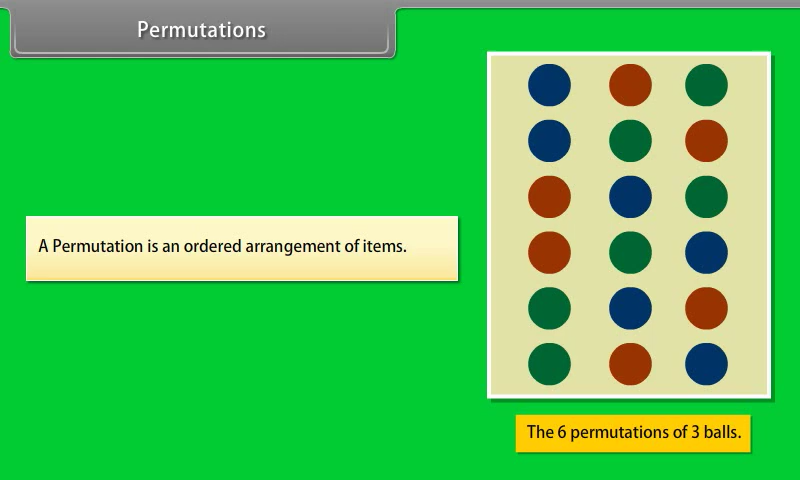 Permutations
A Permutation is an ordered arrangement of items.
The 6 permutations of 3 balls.